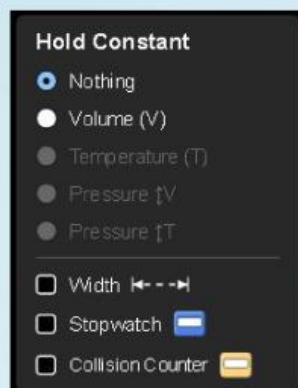 Hold Constant
Nothing
Volume (V)
Temperature (T)
Pressure ↕V
Pressure ↕T
Width
Stopwatch
Collision Counter